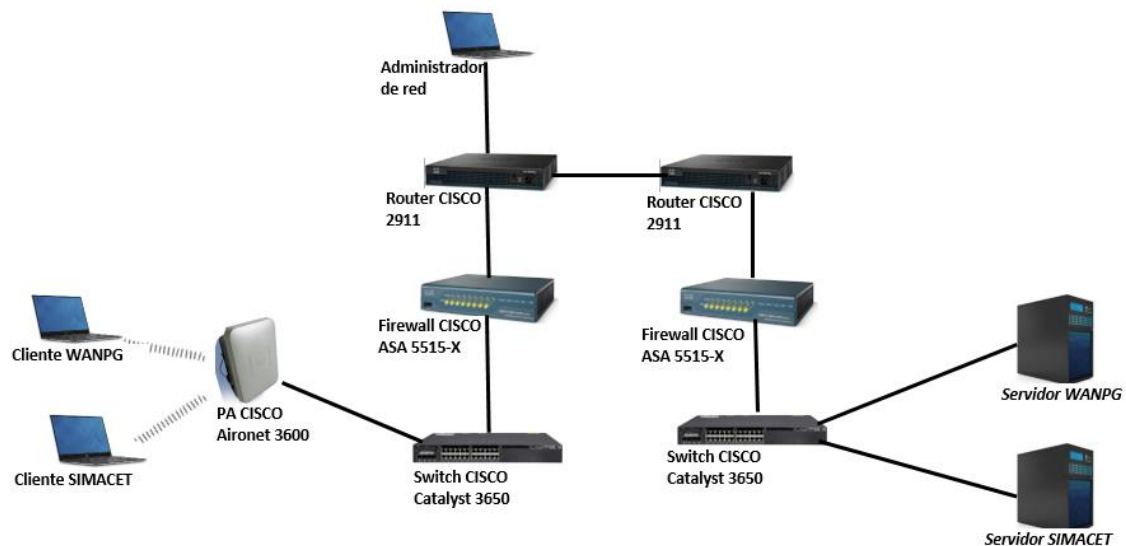 Administrador
de red
Router CISCO
2911
Router CISCO
2911
Firewall CISCO
ASA 5515-X
Firewall CISCO
ASA 5515-X
Cliente WANPG
PA CISCO
Aironet 3600
Cliente SIMACET
Switch CISCO
Catalyst 3650
Switch CISCO
Catalyst 3650
Servidor WANPG
Servidor SIMACET